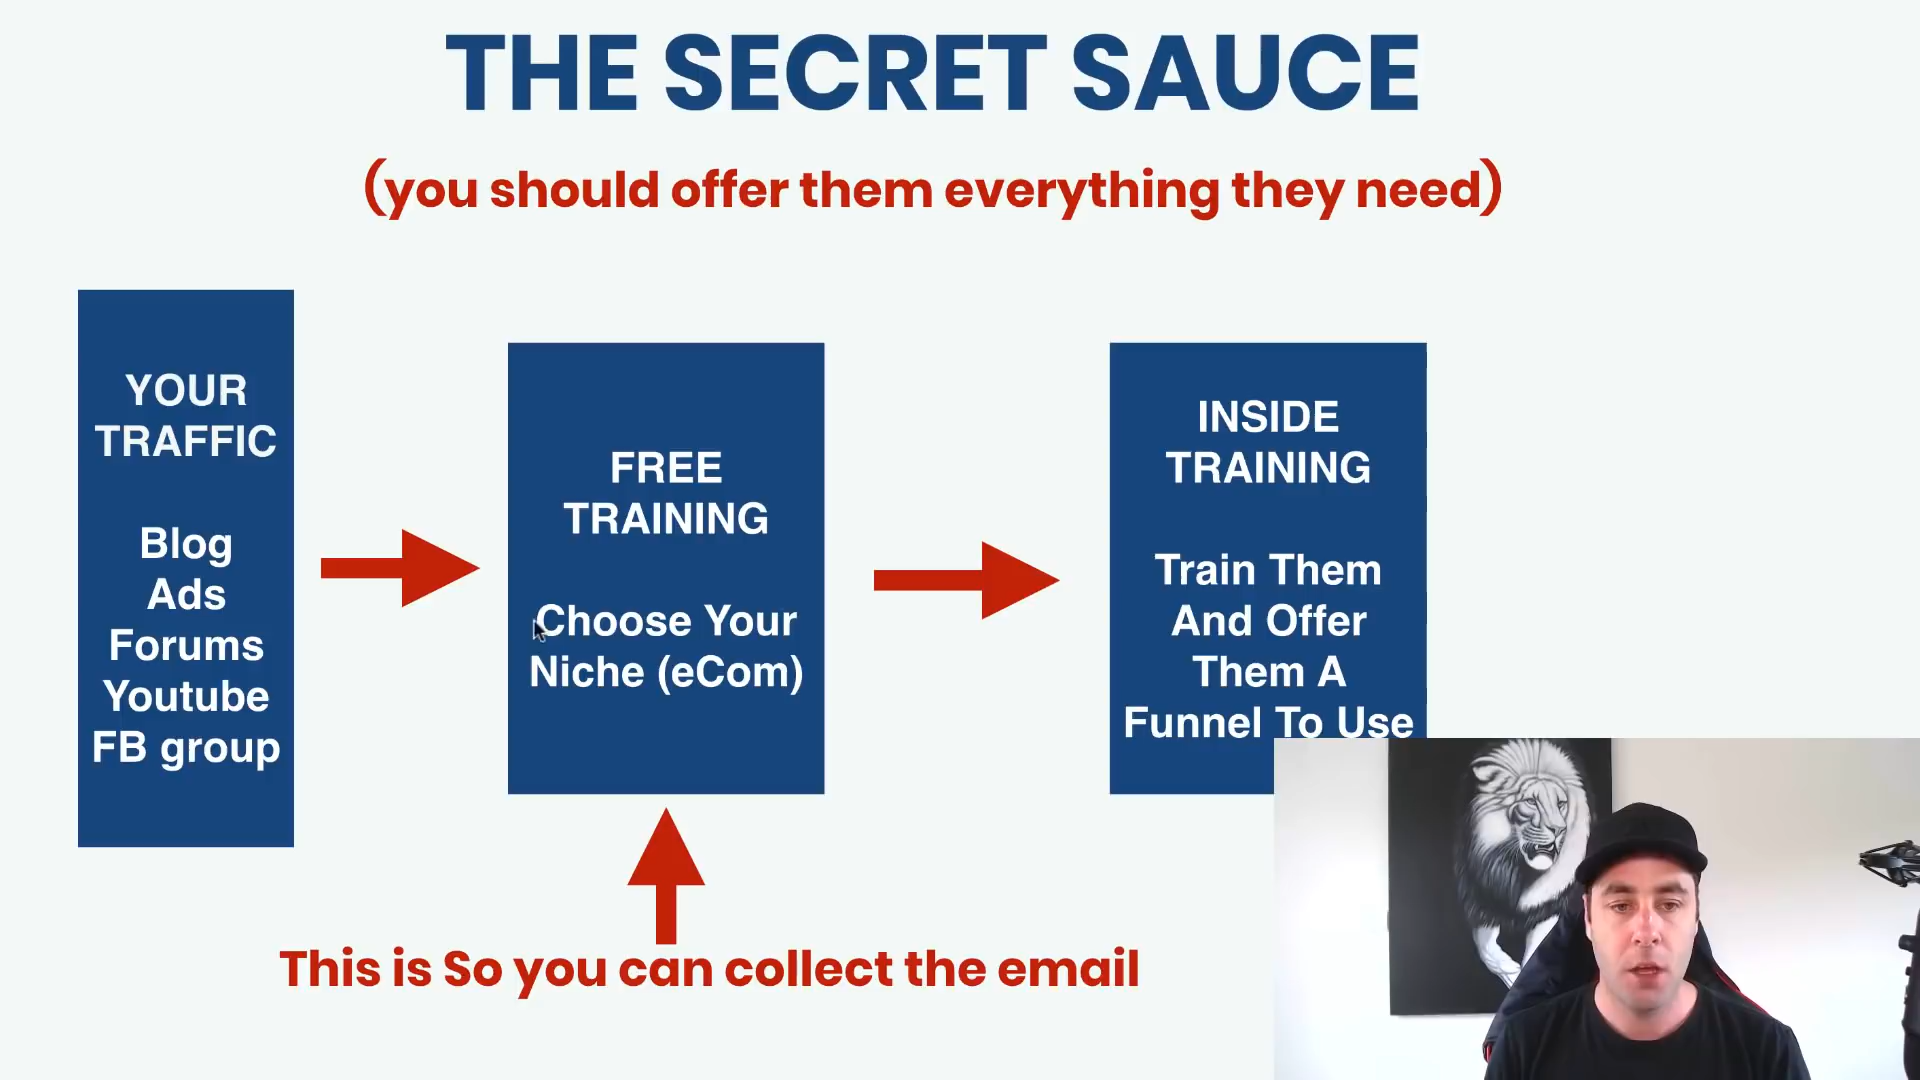 THE SECRET SAUCE
(you should offer them everything they need)
YOUR
TRAFFIC
Blog
Ads
Forums
Youtube
FB group
FREE
TRAINING
Choose Your
Niche (eCom)
INSIDE
TRAINING
Train Them
And Offer
Them A
Funnel To Use
This is So you can collect the email